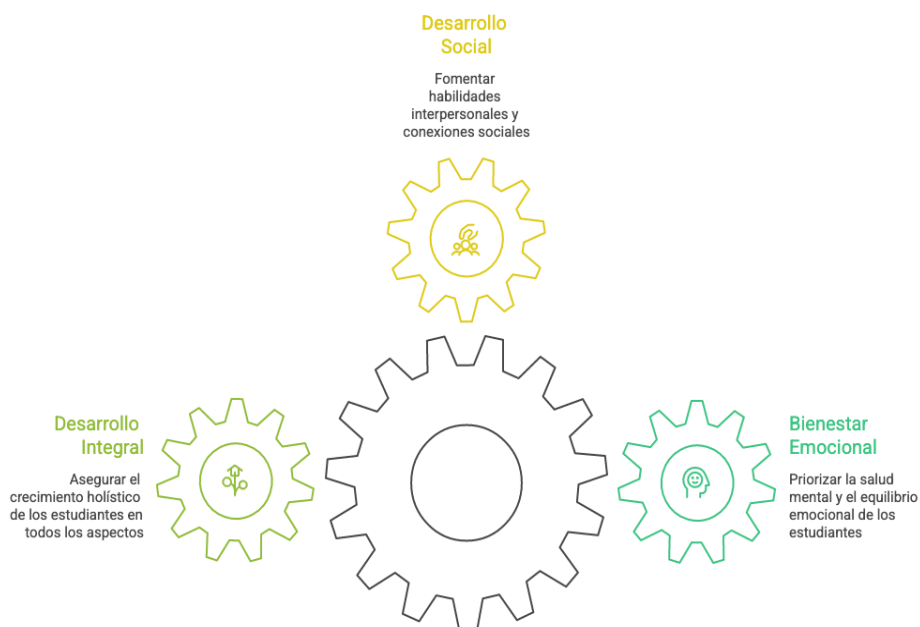 Desarrollo
Social
Fomentar
habilidades
interpersonales y
conexiones sociales
Desarrollo
Integral
Asegurar el
crecimiento holístico
de los estudiantes en
todos los aspectos
Bienestar
Emocional
Priorizar la salud
mental y el equilibrio
emocional de los
estudiantes